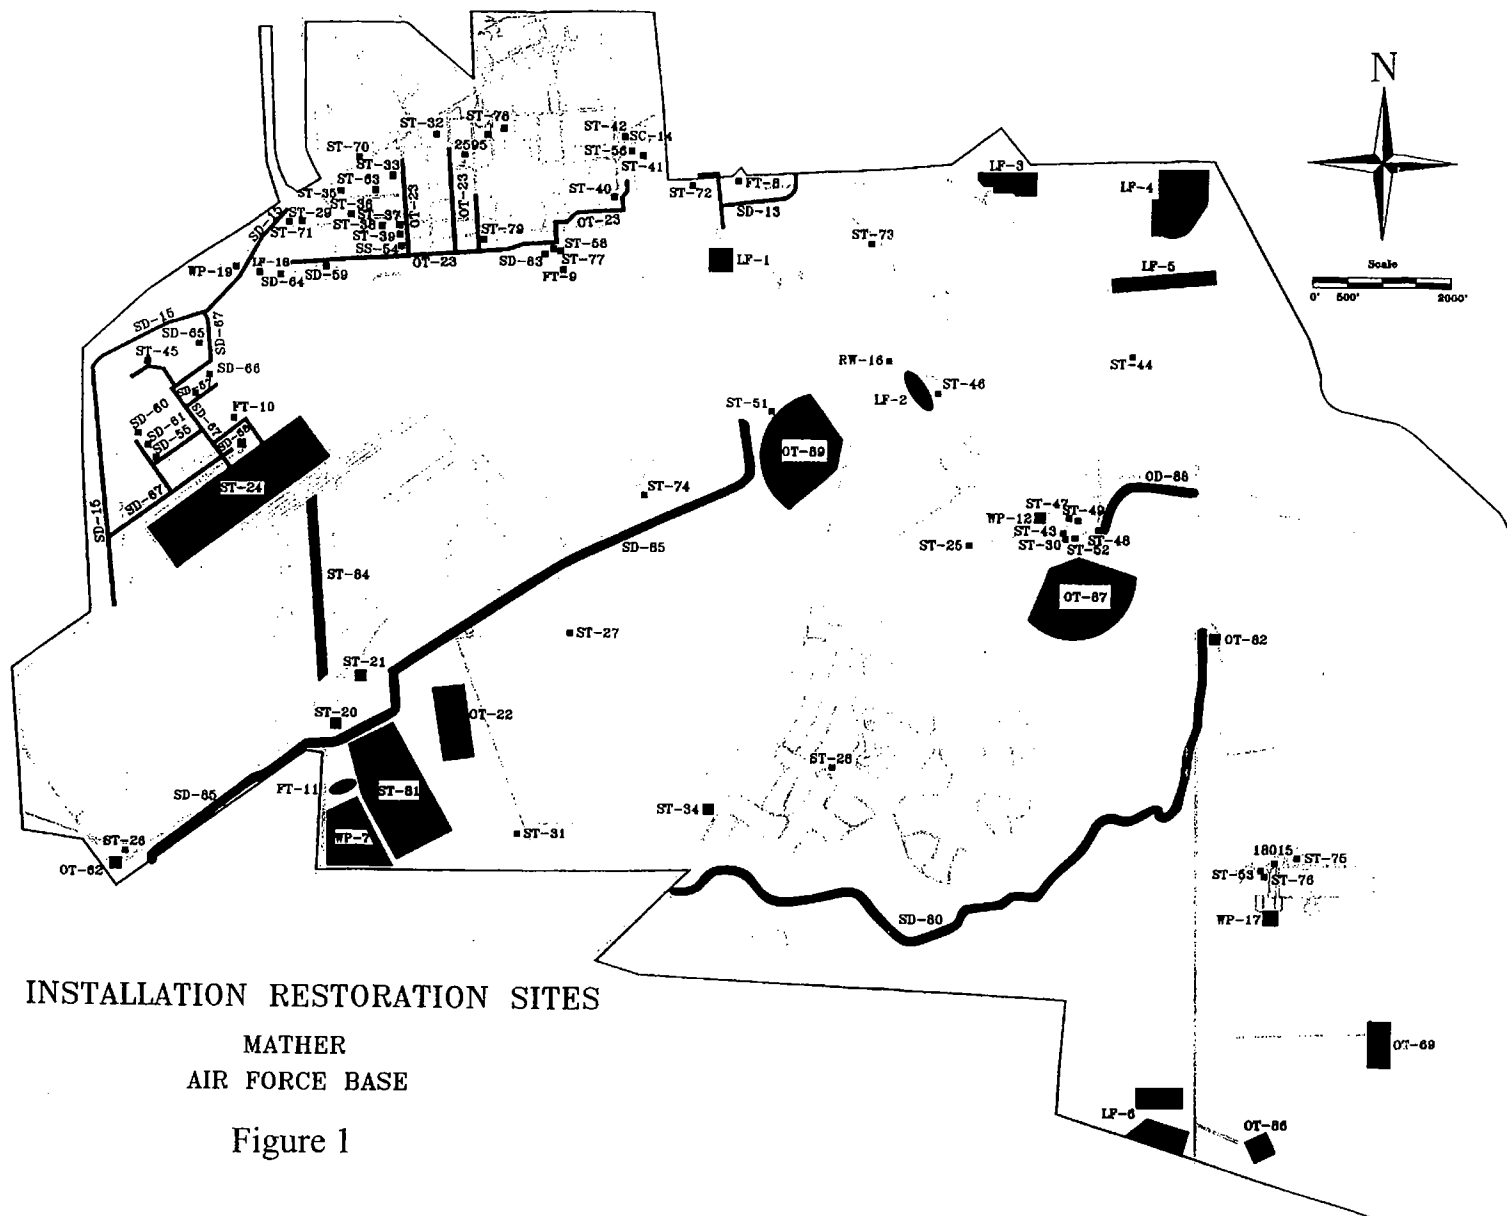 N
Scale
0' 500' 2000'
ST-32
ST-78
2595
ST-42
SC-14
ST-56
ST-41
ST-70
ST-33
ST-63
ST-35
ST-40
ST-72
FT-8
SD-13
LF-3
LF-4
ST-36
ST-29
ST-37
ST-38
ST-39
ST-71
SS-54
OT-23
OT-23
OT-23
OT-23
ST-79
ST-58
ST-77
SD-83
FT-9
LF-1
ST-73
LF-5
WP-19
LF-18
SD-64
SD-59
SD-15
SD-65
SD-67
ST-45
SD-66
SD-57
SD-60
SD-61
SD-55
SD-67
FT-10
ST-24
SD-67
SD-15
RW-16
ST-46
LF-2
ST-44
ST-51
OT-89
ST-74
SD-85
OD-88
ST-47
ST-49
WP-12
ST-43
ST-48
ST-30
ST-52
ST-25
OT-87
ST-84
ST-27
OT-82
ST-21
ST-20
OT-22
ST-28
FT-11
ST-81
SD-85
ST-34
ST-31
WP-7
ST-26
OT-62
18015
ST-75
ST-53
ST-76
WP-17
SD-80
INSTALLATION RESTORATION SITES
MATHER
AIR FORCE BASE
Figure 1
OT-69
LF-6
OT-86